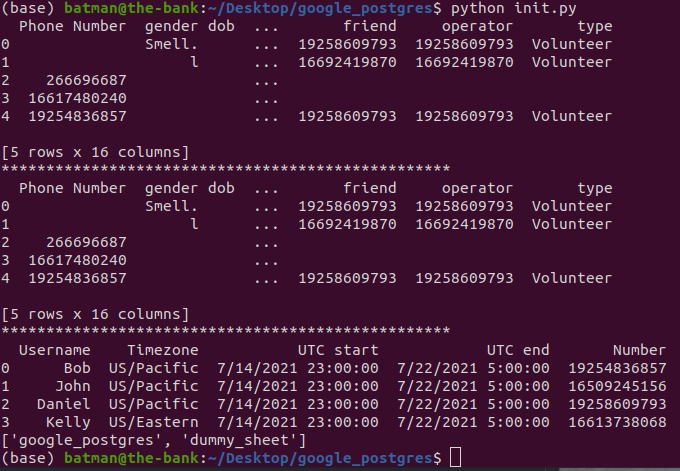 (base) batman@the-bank:~/Desktop/google_postgres$ python init.py
  Phone Number  gender dob  ...       friend     operator       type
0               Smell.      ...  19258609793  19258609793  Volunteer
1                    l      ...  16692419870  16692419870  Volunteer
2    266696687              ...
3  16617480240              ...
4  19254836857              ...  19258609793  19258609793  Volunteer
[5 rows x 16 columns]
**************************************************
  Phone Number  gender dob  ...       friend     operator       type
0               Smell.      ...  19258609793  19258609793  Volunteer
1                    l      ...  16692419870  16692419870  Volunteer
2    266696687              ...
3  16617480240              ...
4  19254836857              ...  19258609793  19258609793  Volunteer
[5 rows x 16 columns]
**************************************************
  Username    Timezone           UTC start            UTC end       Number
0      Bob  US/Pacific  7/14/2021 23:00:00  7/22/2021 5:00:00  19254836857
1     John  US/Pacific  7/14/2021 23:00:00  7/22/2021 5:00:00  16509245156
2   Daniel  US/Pacific  7/14/2021 23:00:00  7/22/2021 5:00:00  19258609793
3    Kelly  US/Eastern  7/14/2021 23:00:00  7/22/2021 5:00:00  16613738068
['google_postgres', 'dummy_sheet']
(base) batman@the-bank:~/Desktop/google_postgres$